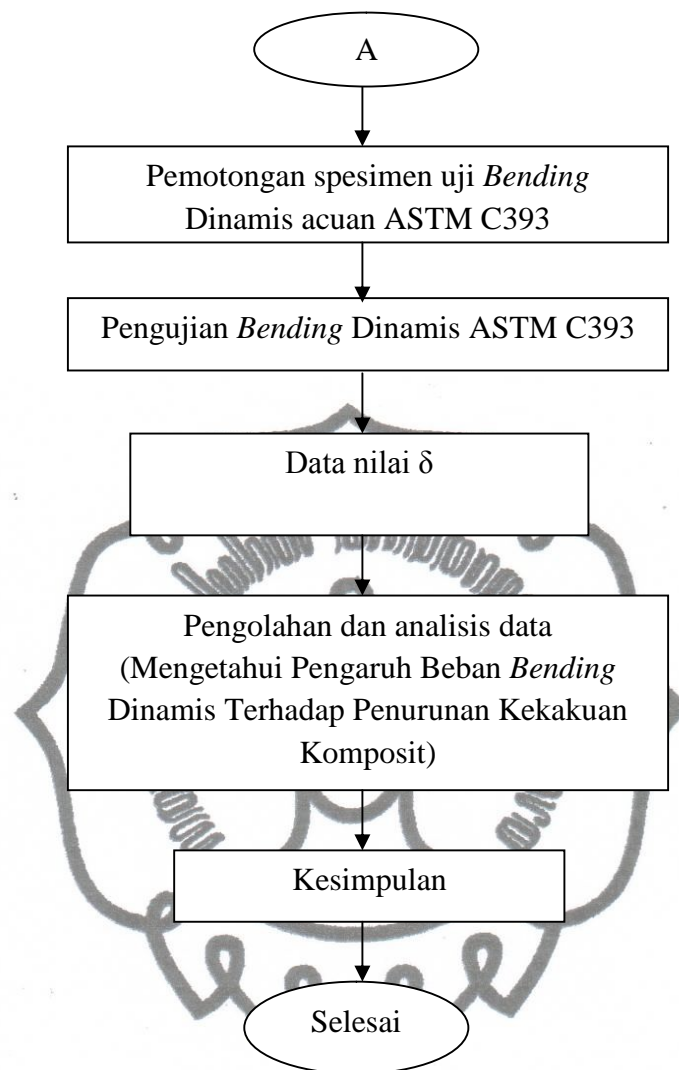 A
Pemotongan spesimen uji Bending
Dinamis acuan ASTM C393
Pengujian Bending Dinamis ASTM C393
Data nilai δ
Pengolahan dan analisis data
(Mengetahui Pengaruh Beban Bending
Dinamis Terhadap Penurunan Kekakuan
Komposit)
Kesimpulan
Selesai